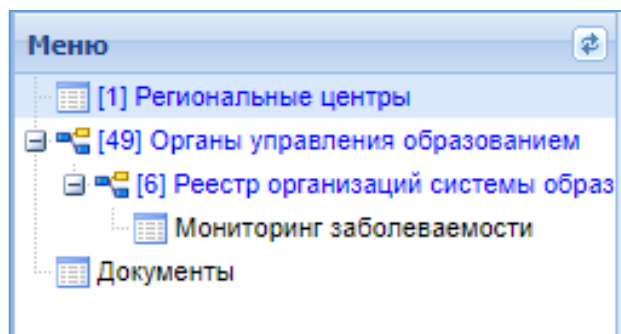 Меню
[1] Региональные центры
[49] Органы управления образованием
[6] Реестр организаций системы образ
Мониторинг заболеваемости
Документы